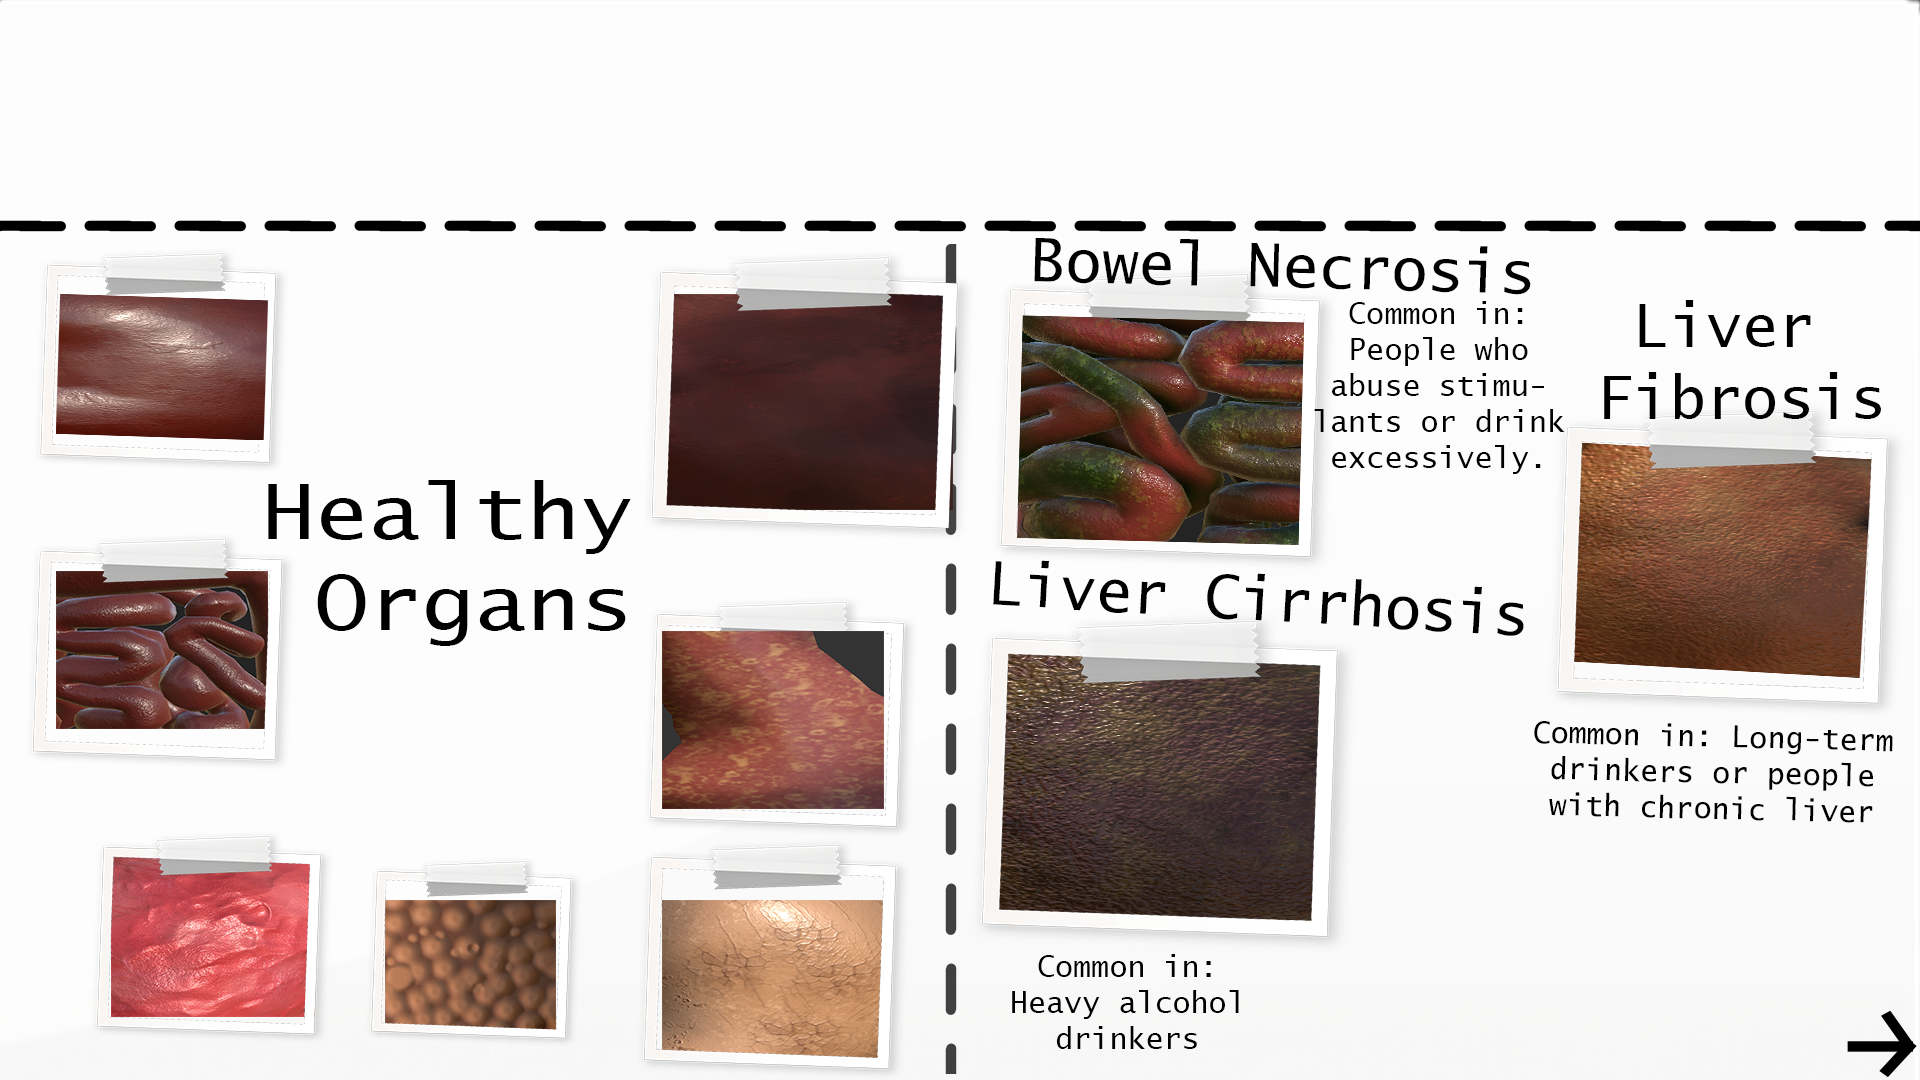 Healthy
Organs
Bowel Necrosis
Common in:
People who
abuse stimu-
lants or drink
excessively.
Liver
Fibrosis
Common in: Long-term
drinkers or people
with chronic liver
Liver Cirrhosis
Common in:
Heavy alcohol
drinkers